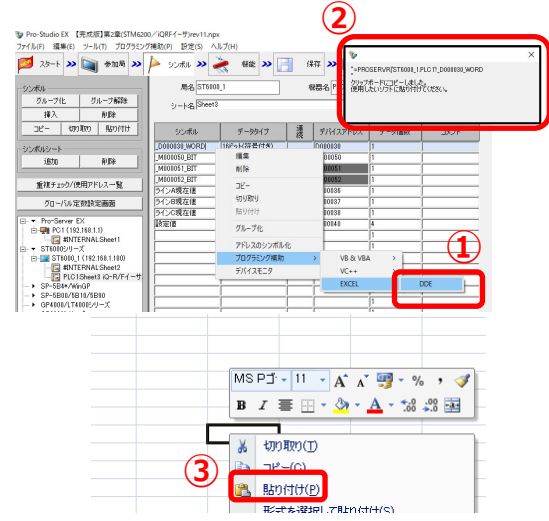 ②
Pro-Studio EX 【完成版】第2章(STM6200／iQRFイーサ)rev11.npx
ファイル(F) 編集(E) ツール(T) プログラミング補助(P) 設定(S) ヘルプ(H)
スタート 参加局 シンボル 機能 保存
"=PROSERVR|'ST6000_1.PLC1'!_D000038_WORD
クリップボードにコピーしました。
使用したいソフトに貼り付けてください。
シンボル
グループ化 グループ解除
挿入 削除
コピー 切り取り 貼り付け
シンボルシート
追加 削除
重複チェック/使用アドレス一覧
グローバル定数設定画面
局名 ST6000_1 機器名
シート名 Sheet3
シンボル データタイプ 連続 デバイスアドレス データ個数 コメント
_D000038_WORD 16ビット(符号付き) D000038 1
_M000050_BIT 00050 1
_M000051_BIT 00051 1
_M000052_BIT 00052 1
ラインA現在値 00036 1
ラインB現在値 00037 1
ラインC現在値 00038 1
設定値 00040 4
編集
削除
コピー
切り取り
貼り付け
グループ化
アドレスのシンボル化
プログラミング補助
デバイスモニタ
VB & VBA
VC++
EXCEL
①
DDE
Pro-Server EX
PC1 (192.168.1.1)
#INTERNALSheet1
ST6000シリーズ
ST6000_1 (192.168.1.100)
#INTERNALSheet2
PLC1Sheet3 iQ-R/Fイーサ
SP-5B4*/WinGP
SP-5B00/5B10/5B90
GP4000/LT4000シリーズ
MS Pゴ 11 A A % ,
B I A
切り取り(T)
コピー(C)
③
貼り付け(P)
形式を選択して貼り付け(S)